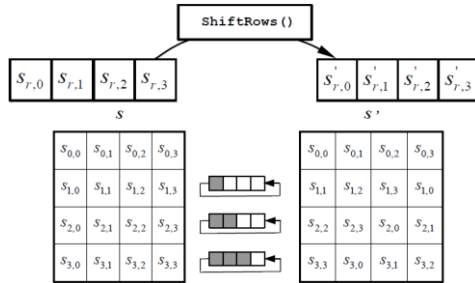 ShiftRows()
S_{r,0} S_{r,1} S_{r,2} S_{r,3} S'_{r,0} S'_{r,1} S'_{r,2} S'_{r,3}
S S'
S_{0,0} S_{0,1} S_{0,2} S_{0,3} S_{0,0} S_{0,1} S_{0,2} S_{0,3}
S_{1,0} S_{1,1} S_{1,2} S_{1,3} S_{1,1} S_{1,2} S_{1,3} S_{1,0}
S_{2,0} S_{2,1} S_{2,2} S_{2,3} S_{2,2} S_{2,3} S_{2,0} S_{2,1}
S_{3,0} S_{3,1} S_{3,2} S_{3,3} S_{3,3} S_{3,0} S_{3,1} S_{3,2}